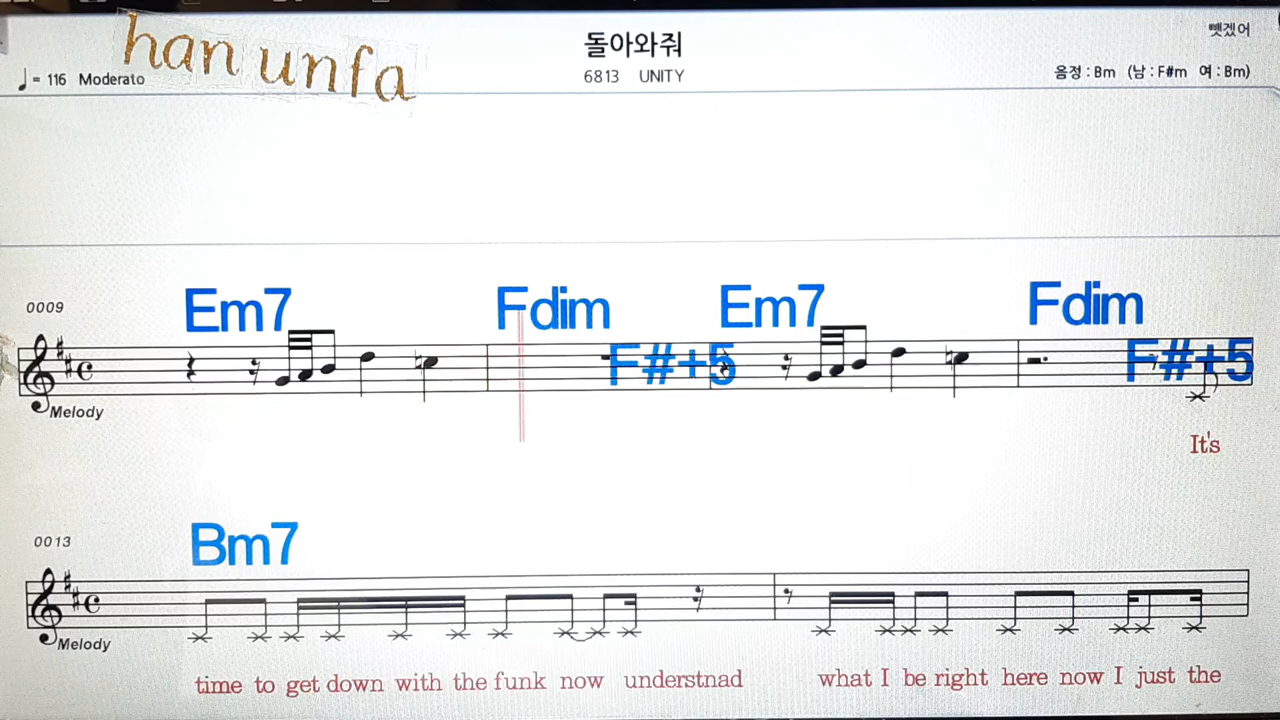 han unfa
돌아와줘
뺏겠어
♩= 116 Moderato
6813 UNITY
음정 : Bm (남 : F#m 여 : Bm)
0009
Em7 Fdim F#+5 Em7 Fdim F#+5
Melody
It's
0013
Bm7
Melody
time to get down with the funk now understnad what I be right here now I just the